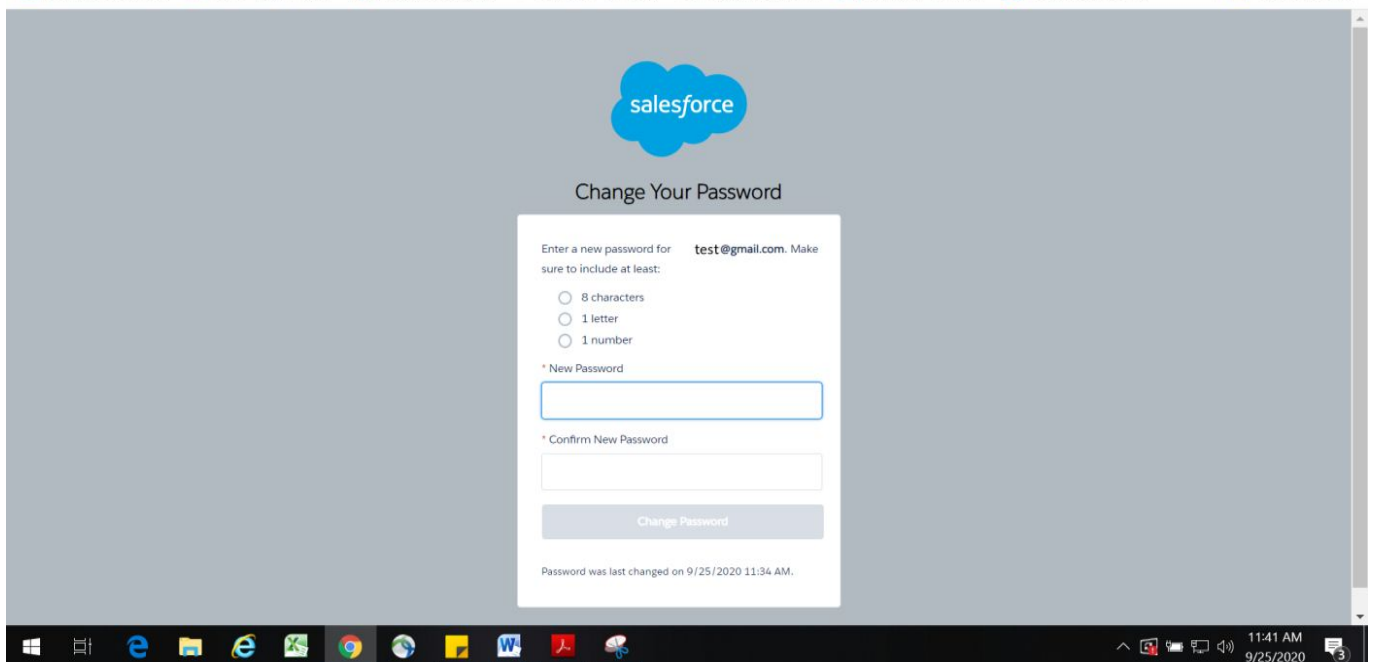 salesforce
Change Your Password
Enter a new password for test@gmail.com. Make
sure to include at least:
8 characters
1 letter
1 number
* New Password
* Confirm New Password
Change Password
Password was last changed on 9/25/2020 11:34 AM.
11:41 AM
9/25/2020
3